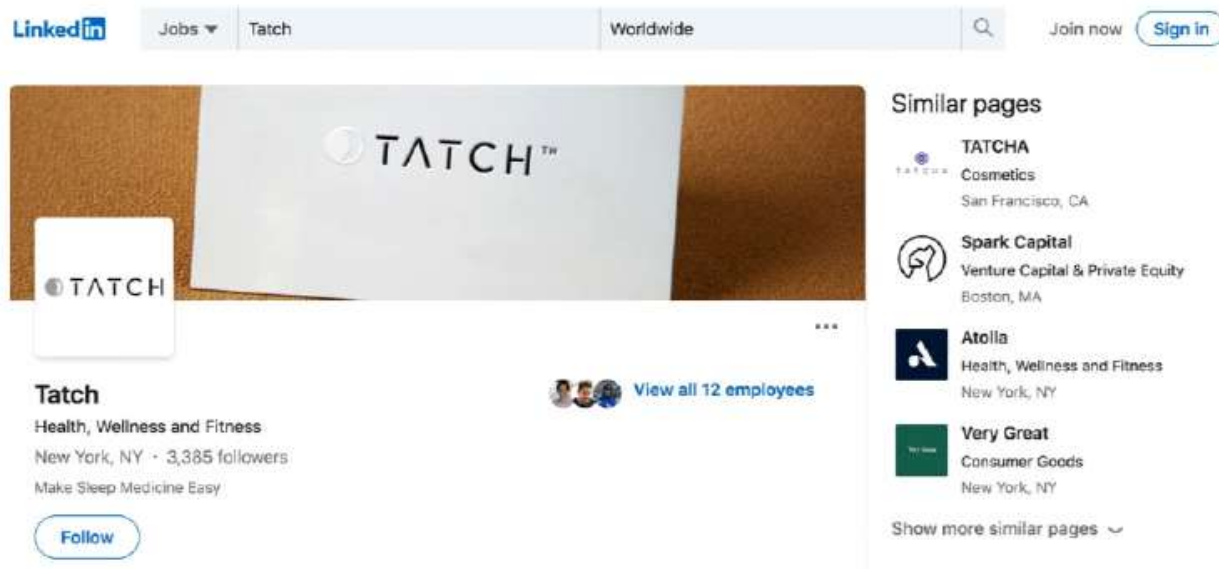 LinkedIn Jobs Tatch Worldwide Join now Sign in
TATCH™
TATCH
Tatch
Health, Wellness and Fitness
New York, NY · 3,385 followers
Make Sleep Medicine Easy
Follow
View all 12 employees
Similar pages
TATCHA
TATCHA
Cosmetics
San Francisco, CA
Spark Capital
Venture Capital & Private Equity
Boston, MA
Atolla
Health, Wellness and Fitness
New York, NY
Very Great
Consumer Goods
New York, NY
Show more similar pages